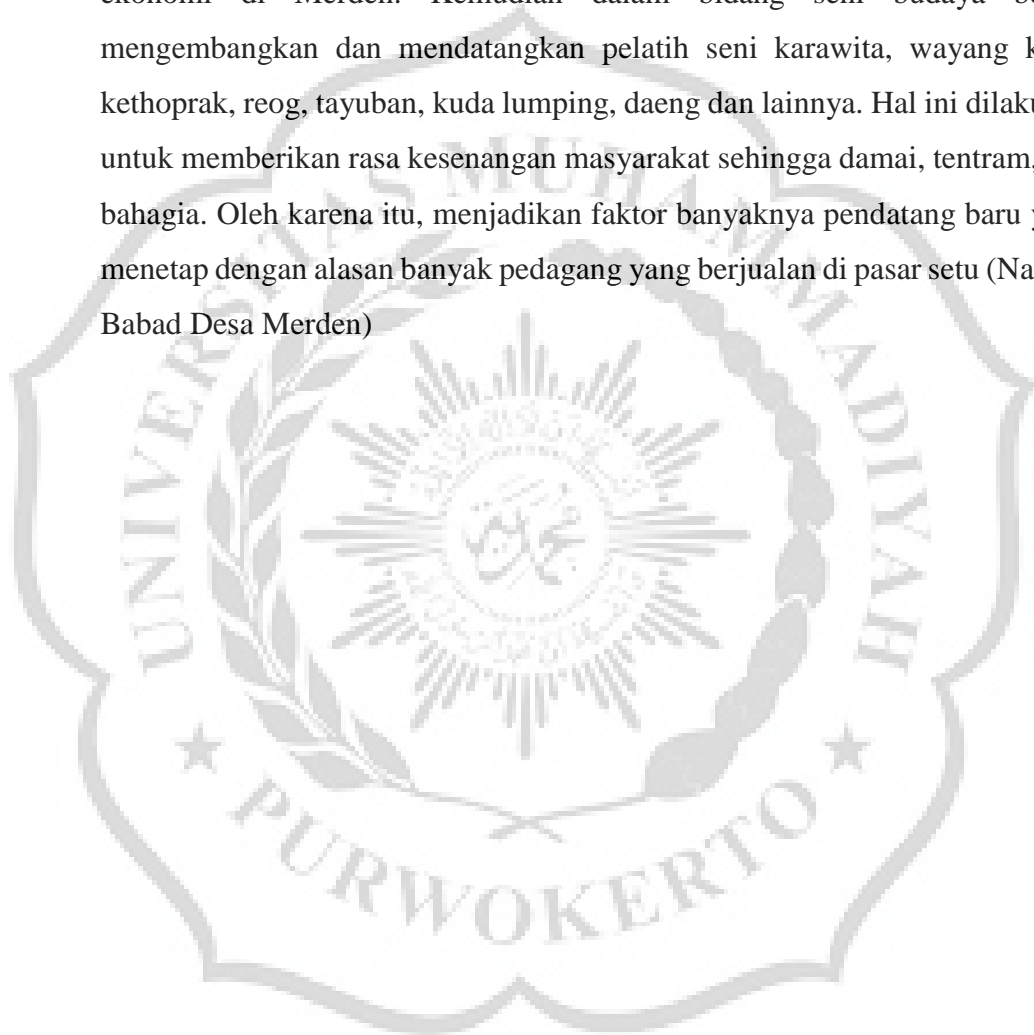 ekonomi di Merden. Kemudian dalam bidang seni budaya
mengembangkan dan mendatangkan pelatih seni karawita, wayang
kethoprak, reog, tayuban, kuda lumping, daeng dan lainnya. Hal ini
untuk memberikan rasa kesenangan masyarakat sehingga damai, tentram,
bahagia. Oleh karena itu, menjadikan faktor banyaknya pendatang baru
menetap dengan alasan banyak pedagang yang berjualan di pasar setu
Babad Desa Merden)
UNIVERSITAS MUHAMMADIYAH
PURWOKERTO